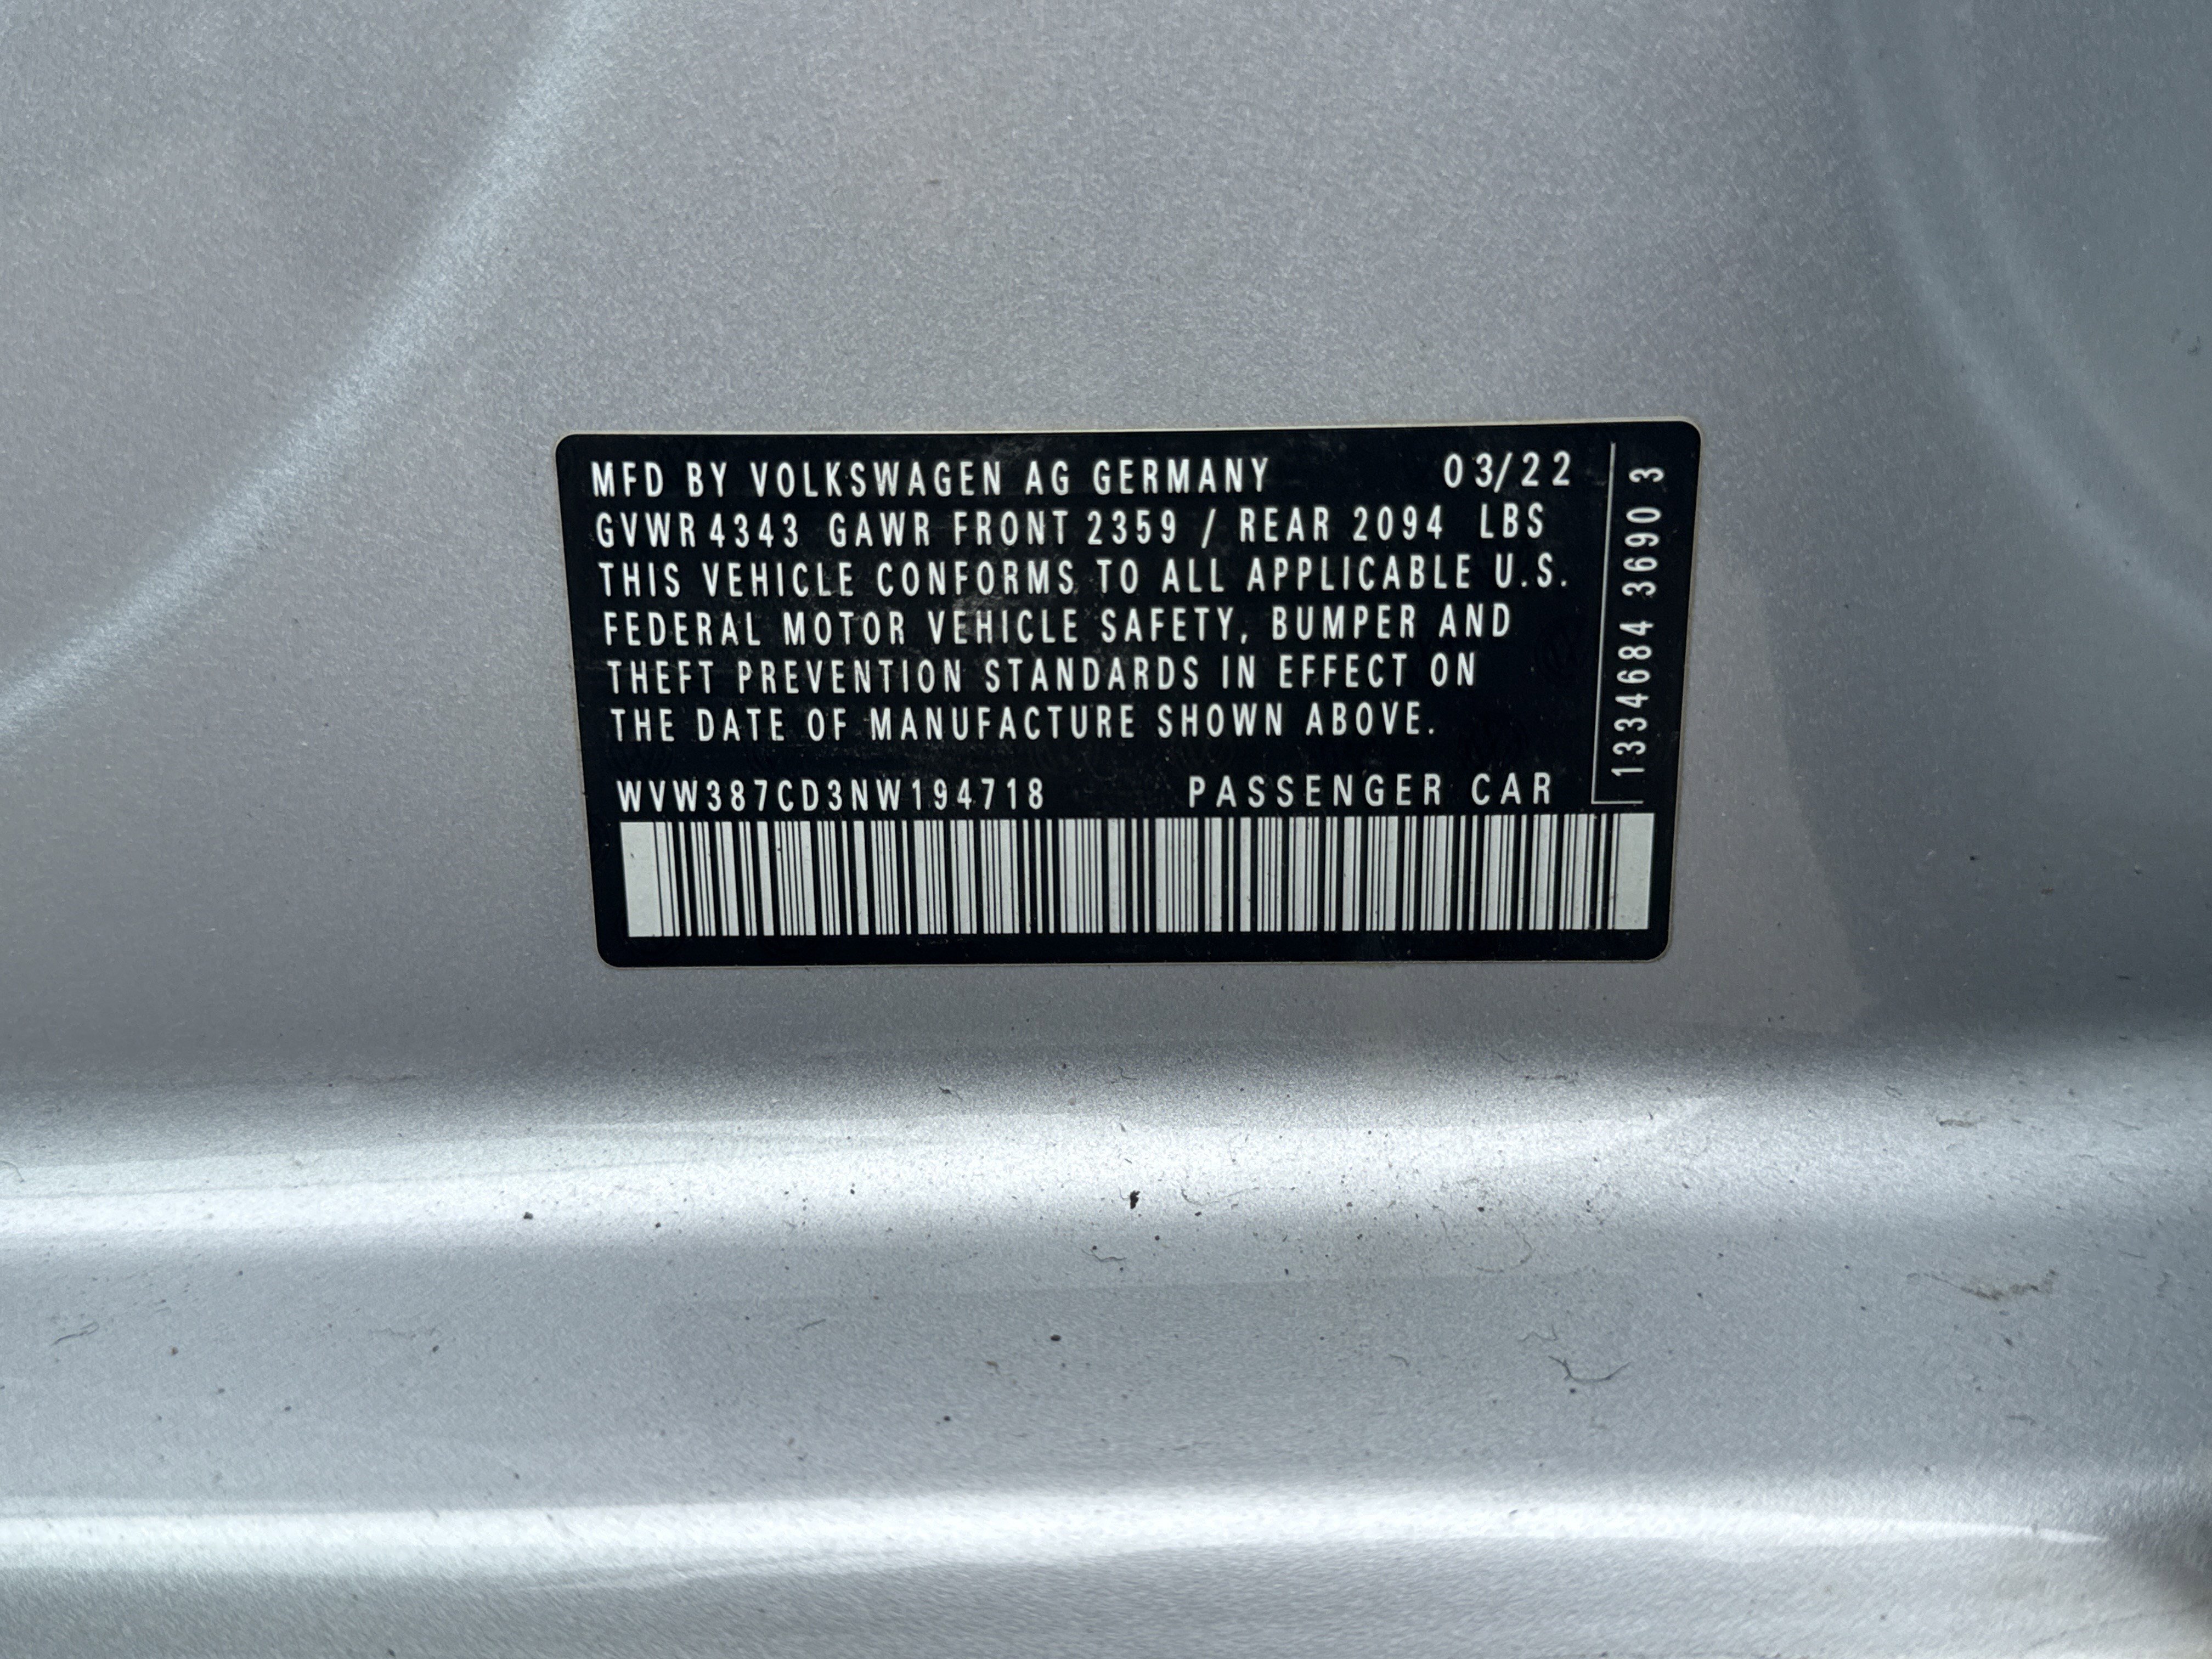 MFD BY VOLKSWAGEN AG GERMANY 03/22
GVWR 4343 GAWR FRONT 2359 / REAR 2094 LBS
THIS VEHICLE CONFORMS TO ALL APPLICABLE U.S.
FEDERAL MOTOR VEHICLE SAFETY, BUMPER AND
THEFT PREVENTION STANDARDS IN EFFECT ON
THE DATE OF MANUFACTURE SHOWN ABOVE.
WVW387CD3NW194718 PASSENGER CAR
1334684 3690 3